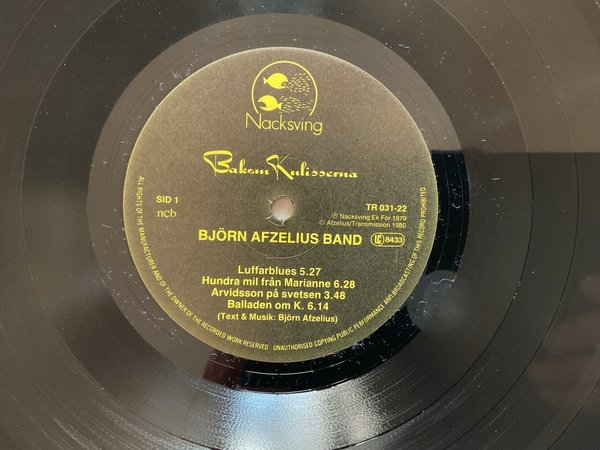 Nacksving
Bakom Kulisserna
SID 1
ncb
TR 031-22
℗ Nacksving Ek For 1979
© Afzelius/Transmission 1980
BJÖRN AFZELIUS BAND
LC 8433
Luffarblues 5.27
Hundra mil från Marianne 6.28
Arvidsson på svetsen 3.48
Balladen om K. 6.14
(Text & Musik: Björn Afzelius)
ALL RIGHTS OF THE MANUFACTURER AND OF THE OWNER OF THE RECORDED WORK RESERVED · UNAUTHORISED COPYING PUBLIC PERFORMANCE AND BROADCASTING OF THIS RECORD PROHIBITED